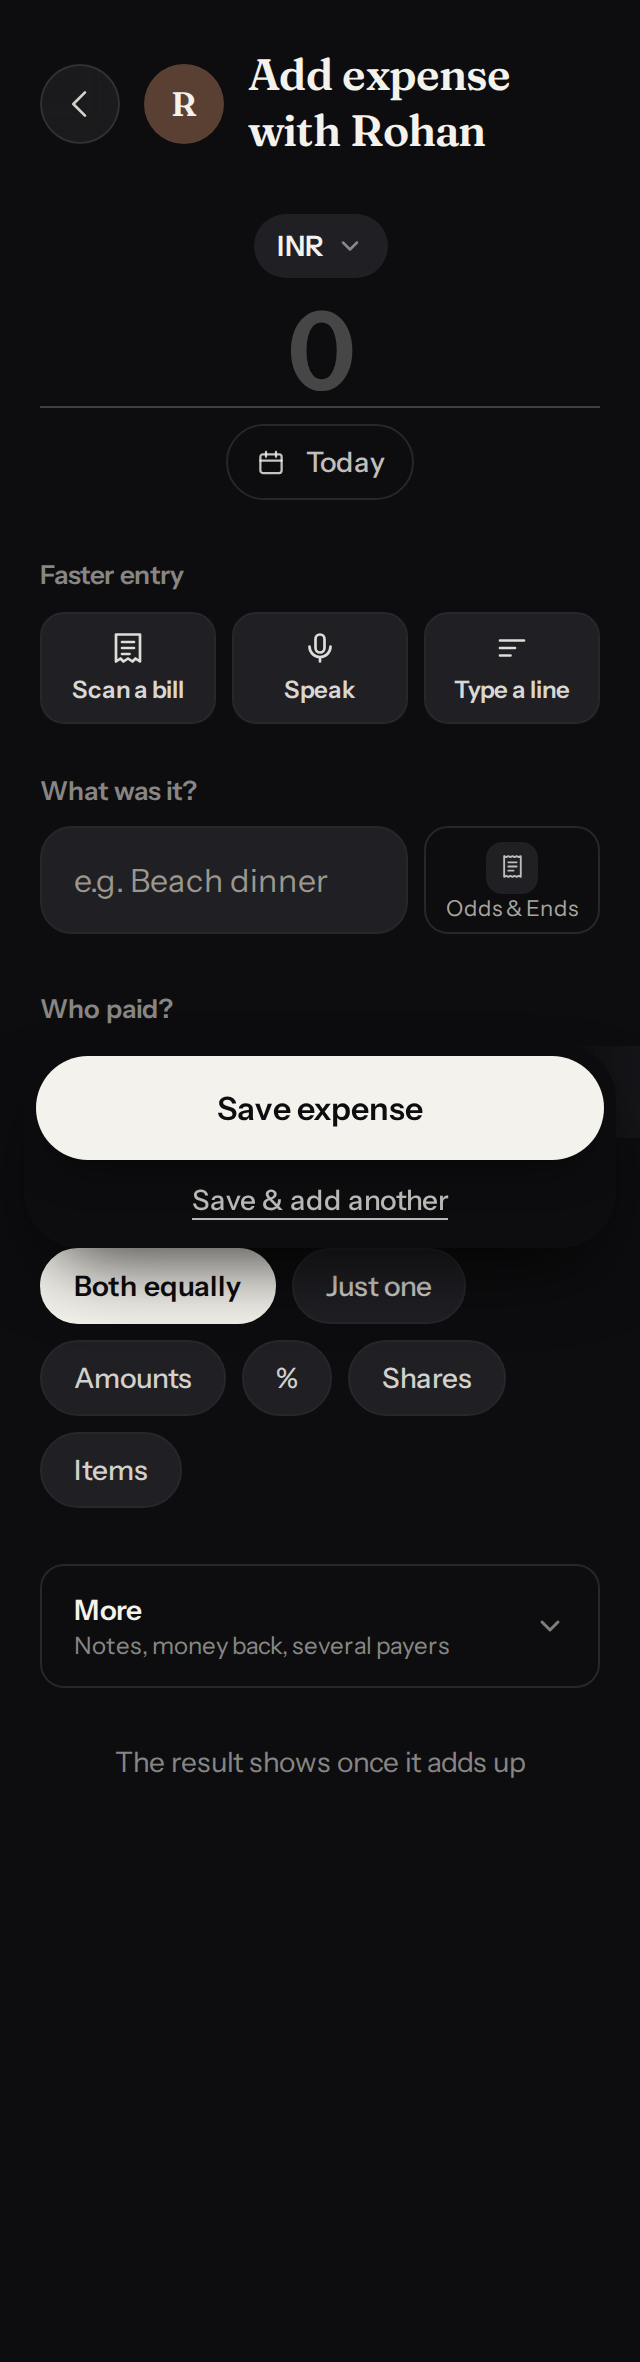 R
Add expense
with Rohan
INR
0
Today
Faster entry
Scan a bill
Speak
Type a line
What was it?
e.g. Beach dinner
Odds & Ends
Who paid?
Save expense
Save & add another
Both equally
Just one
Amounts
%
Shares
Items
More
Notes, money back, several payers
The result shows once it adds up